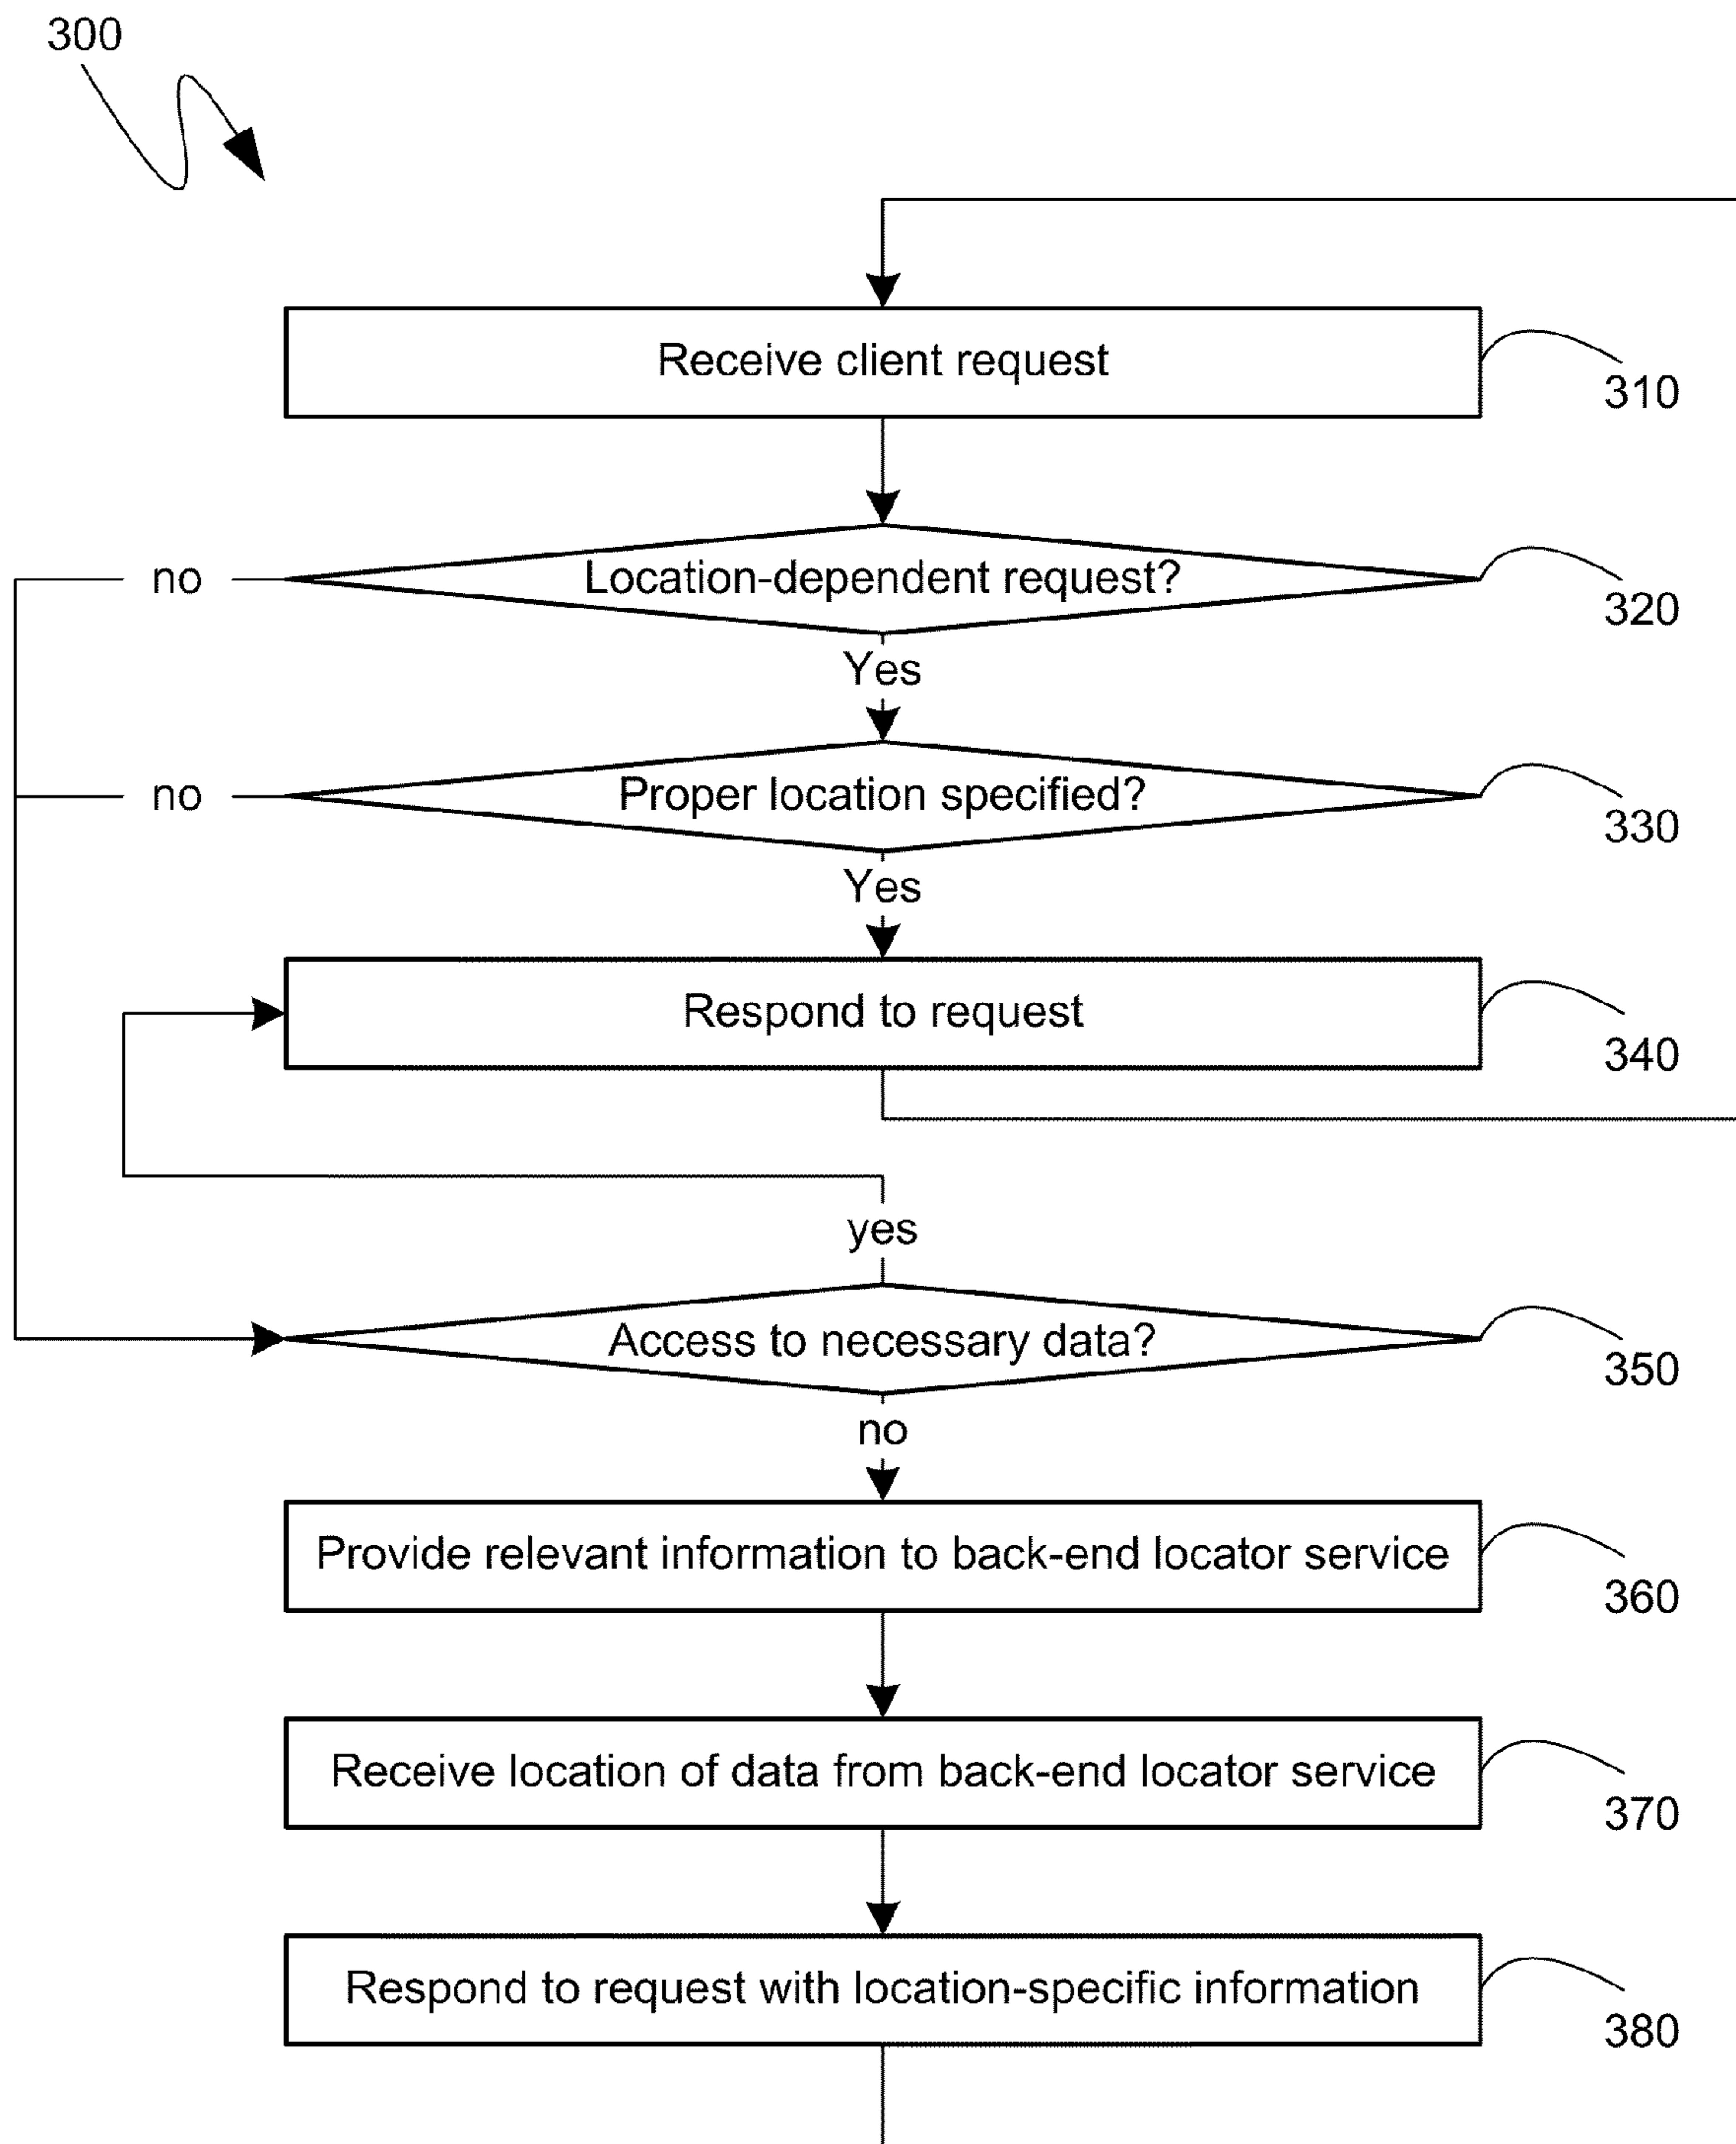 300
Receive client request
310
Location-dependent request?
no
320
Yes
Proper location specified?
no
330
Yes
Respond to request
340
yes
Access to necessary data?
350
no
Provide relevant information to back-end locator service
360
Receive location of data from back-end locator service
370
Respond to request with location-specific information
380